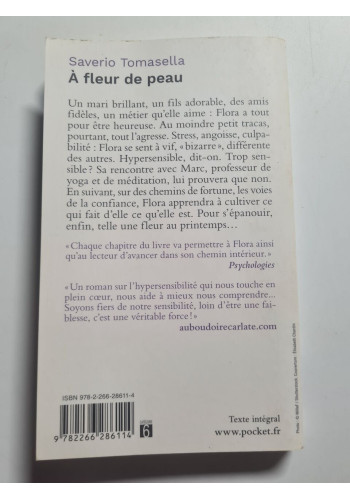 Saverio Tomasella
À fleur de peau
Un mari brillant, un fils adorable, des amis
fidèles, un métier qu'elle aime : Flora a tout
pour être heureuse. Au moindre petit tracas,
pourtant, tout l'agresse. Stress, angoisse, culpa-
bilité : Flora se sent à vif, « bizarre », différente
des autres. Hypersensible, dit-on. Trop sen-
sible ? Sa rencontre avec Marc, professeur de
yoga et de méditation, lui prouvera que non.
En suivant, sur des chemins de fortune, les voies
de la confiance, Flora apprendra à cultiver ce
qui fait d'elle ce qu'elle est. Pour s'épanouir,
enfin, telle une fleur au printemps…
« Chaque chapitre du livre va permettre à Flora ainsi
qu'au lecteur d'avancer dans son chemin intérieur. »
Psychologies
« Un roman sur l'hypersensibilité qui nous touche en
plein cœur, nous aide à mieux nous comprendre...
Soyons fiers de notre sensibilité, loin d'être une fai-
blesse, c'est une véritable force ! »
auboudoirecarlate.com
ISBN 978-2-266-28611-4
9 782266 286114
6
Texte intégral
www.pocket.fr